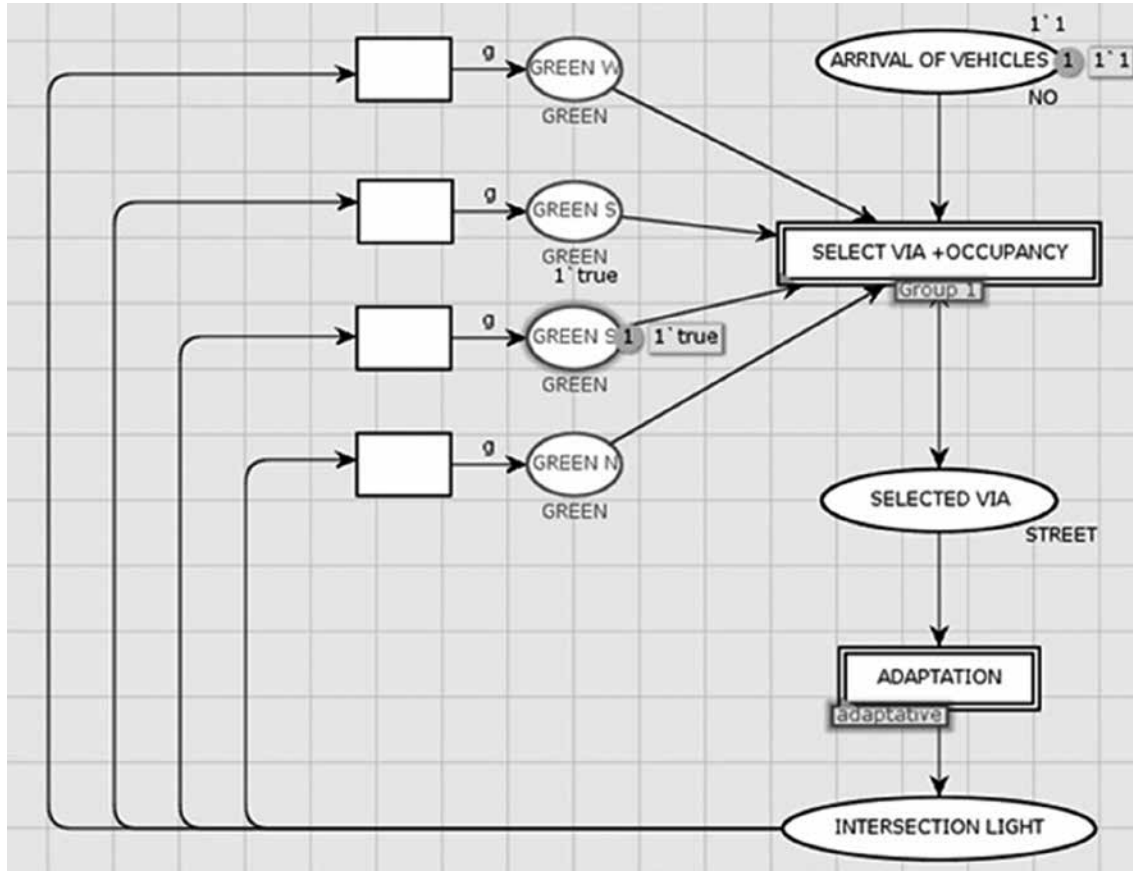 1`1
g
GREEN W
ARRIVAL OF VEHICLES 1 1`1
GREEN
NO
g
GREEN S
SELECT VIA +OCCUPANCY
GREEN
1`true
Group 1
g
GREEN S 1 1`true
GREEN
g
GREEN N
GREEN
SELECTED VIA
STREET
ADAPTATION
adaptative
INTERSECTION LIGHT